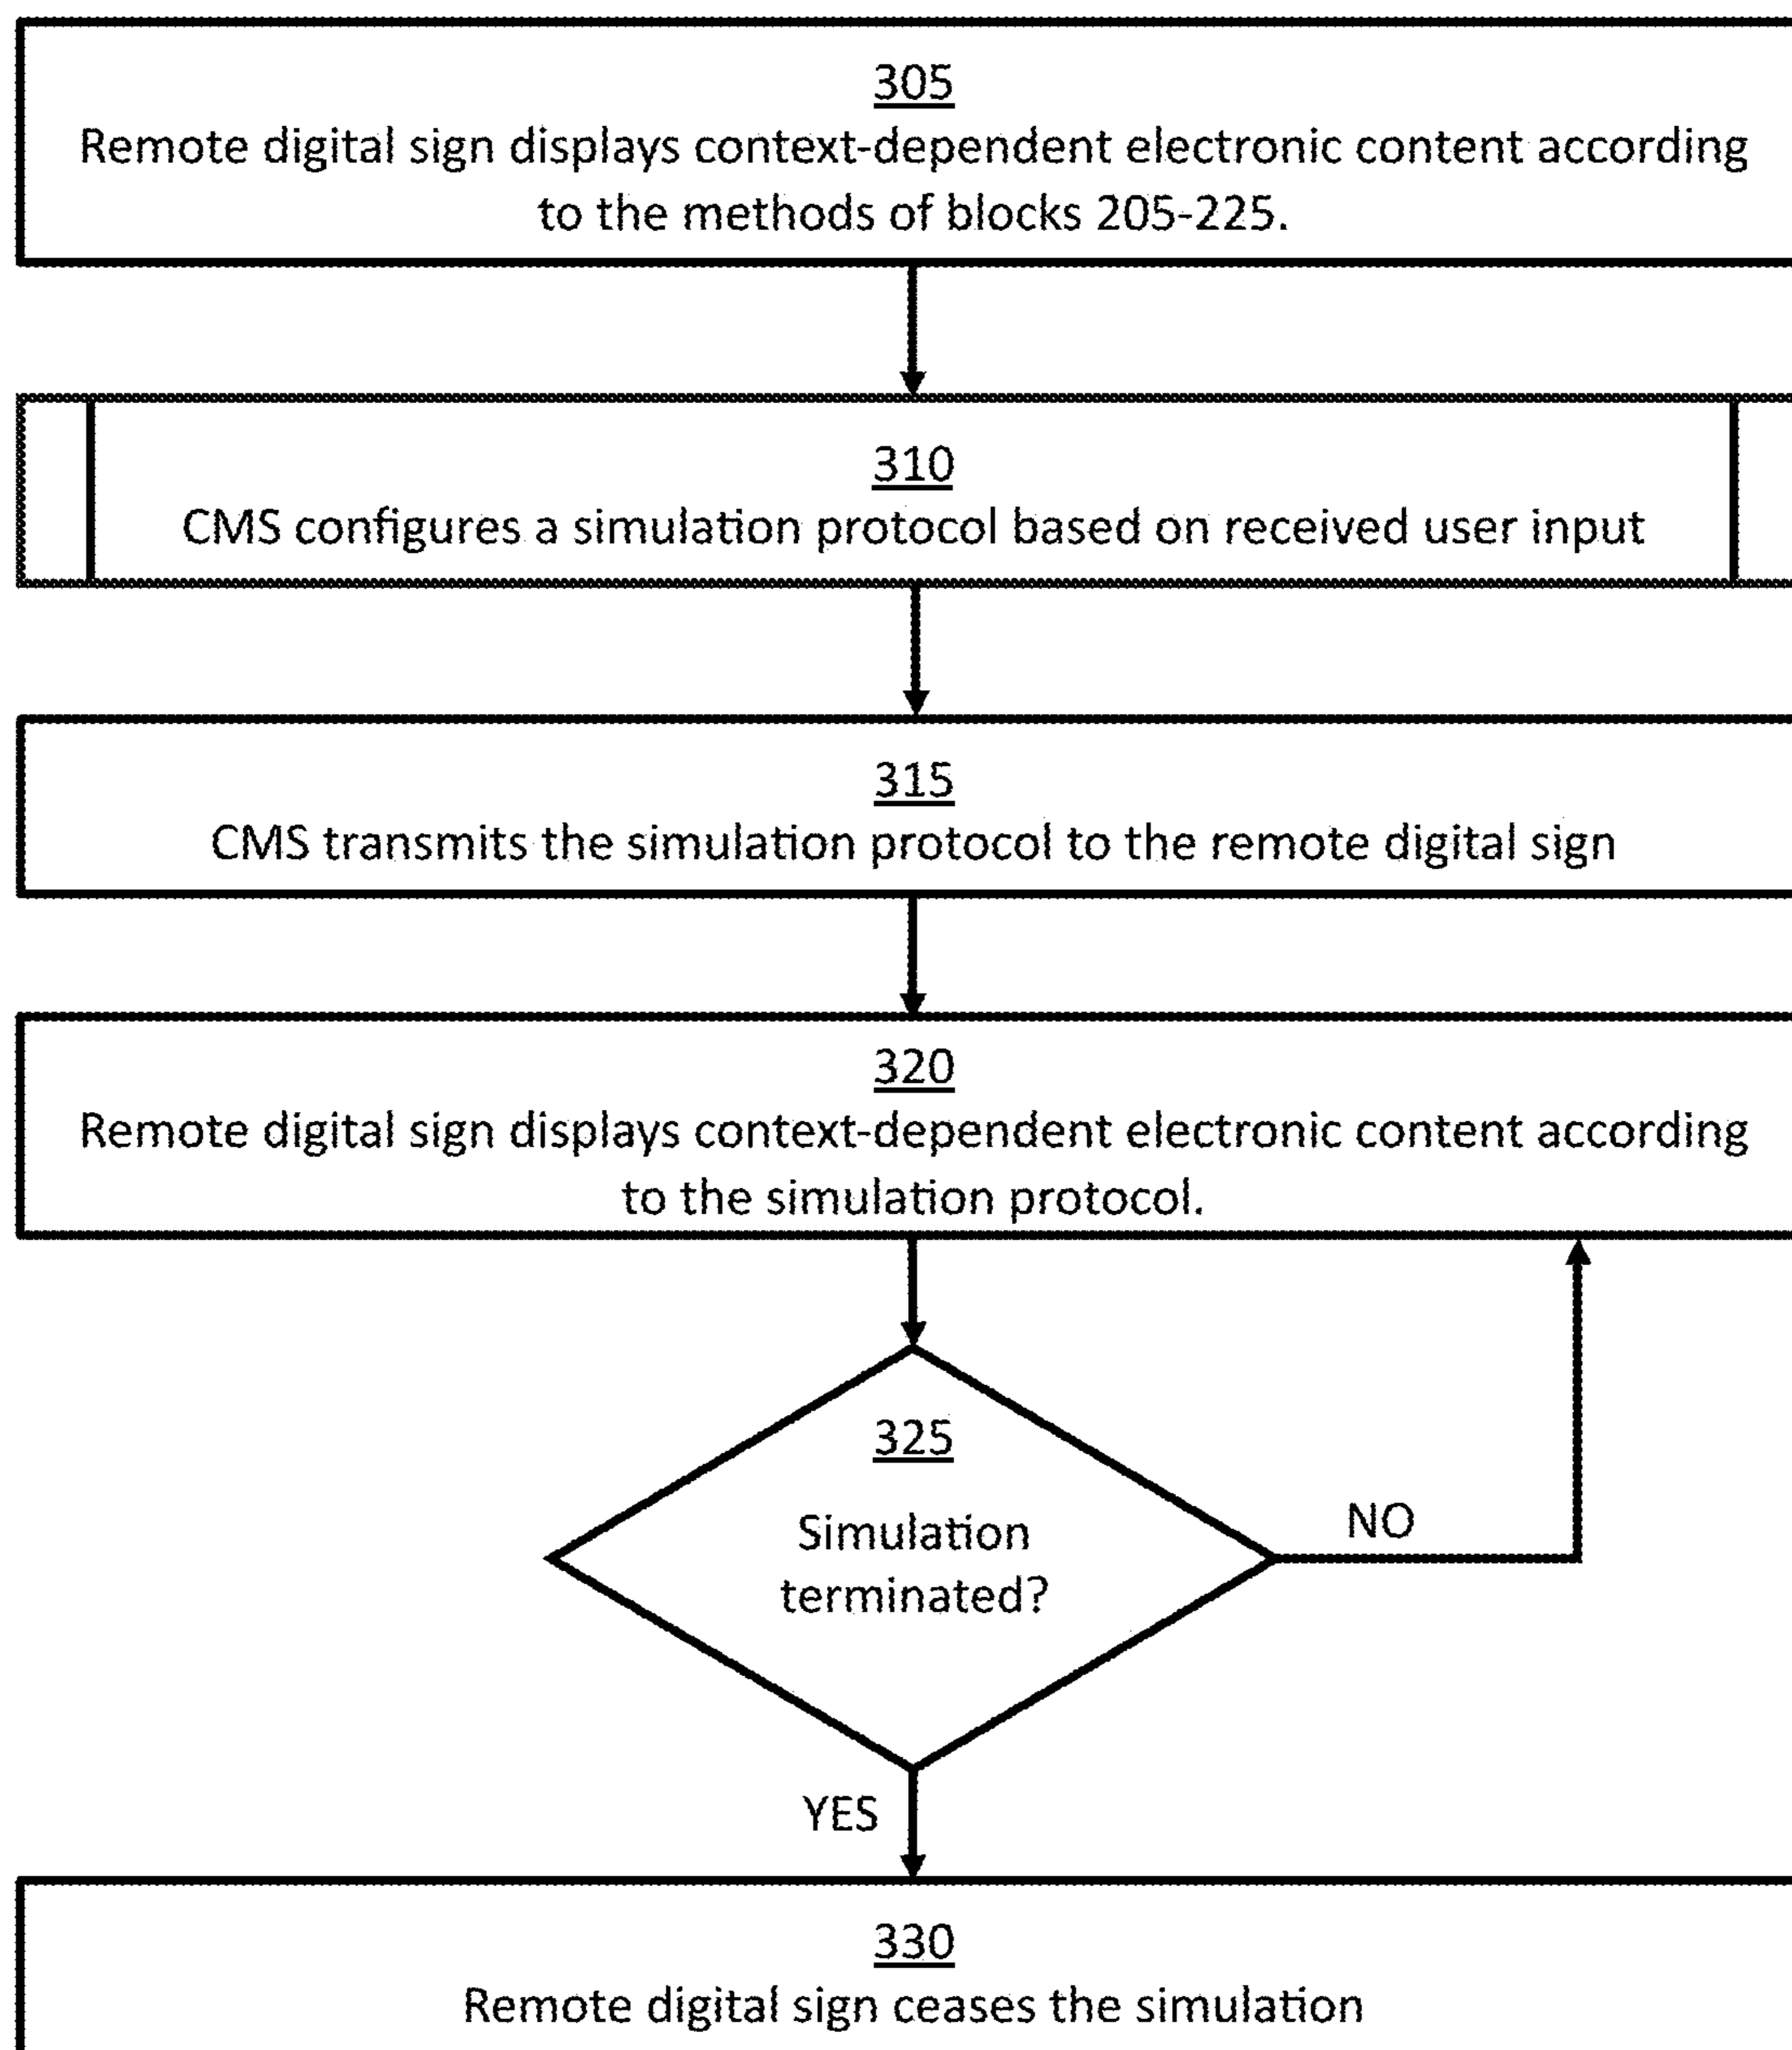 305
Remote digital sign displays context-dependent electronic content according
to the methods of blocks 205-225.
310
CMS configures a simulation protocol based on received user input
315
CMS transmits the simulation protocol to the remote digital sign
320
Remote digital sign displays context-dependent electronic content according
to the simulation protocol.
325
Simulation
terminated?
NO
YES
330
Remote digital sign ceases the simulation